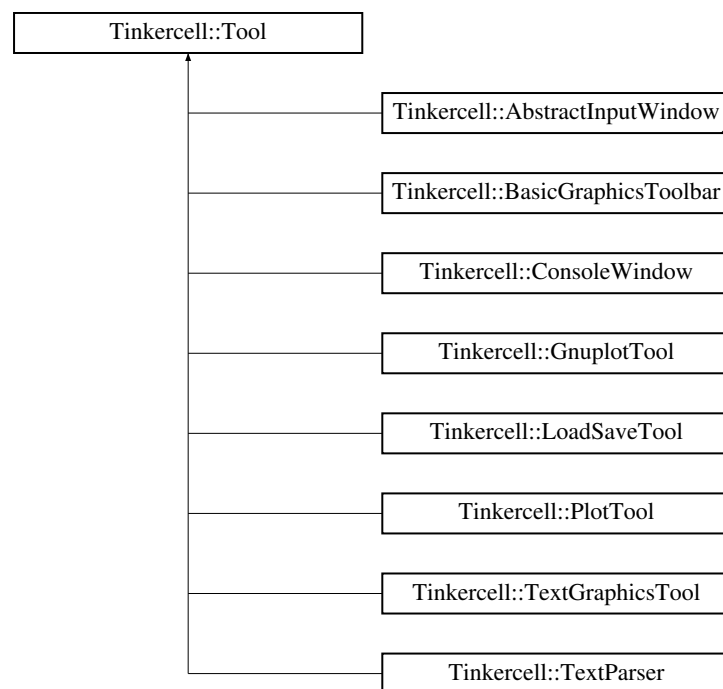 Tinkercell::Tool
Tinkercell::AbstractInputWindow
Tinkercell::BasicGraphicsToolbar
Tinkercell::ConsoleWindow
Tinkercell::GnuplotTool
Tinkercell::LoadSaveTool
Tinkercell::PlotTool
Tinkercell::TextGraphicsTool
Tinkercell::TextParser